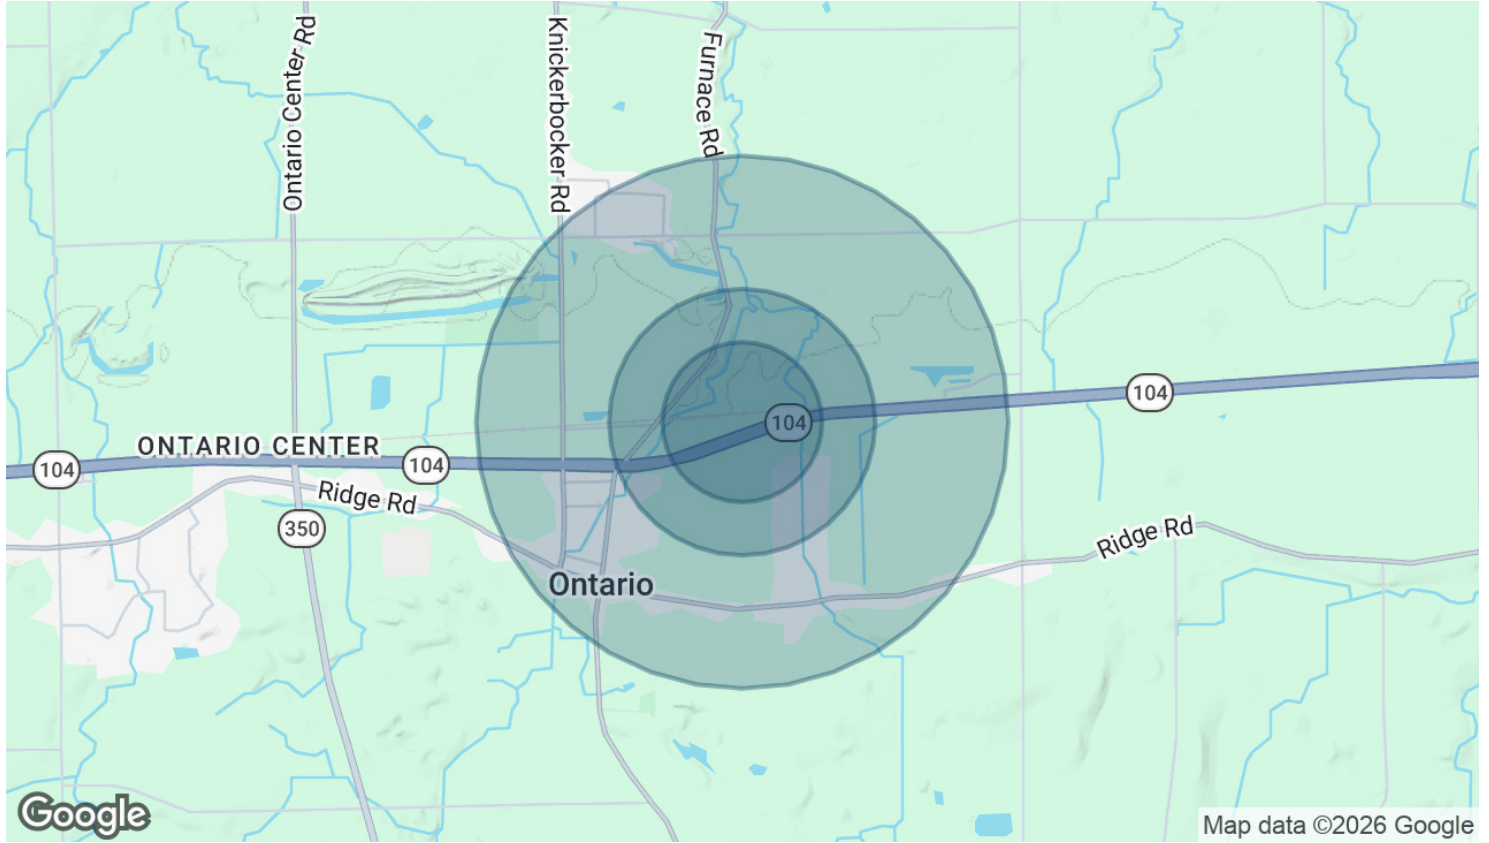 Ontario Center Rd
Knickerbocker Rd
Furnace Rd
104
104
ONTARIO CENTER
104
104
Ridge Rd
350
Ridge Rd
Ontario
Google
Map data ©2026 Google